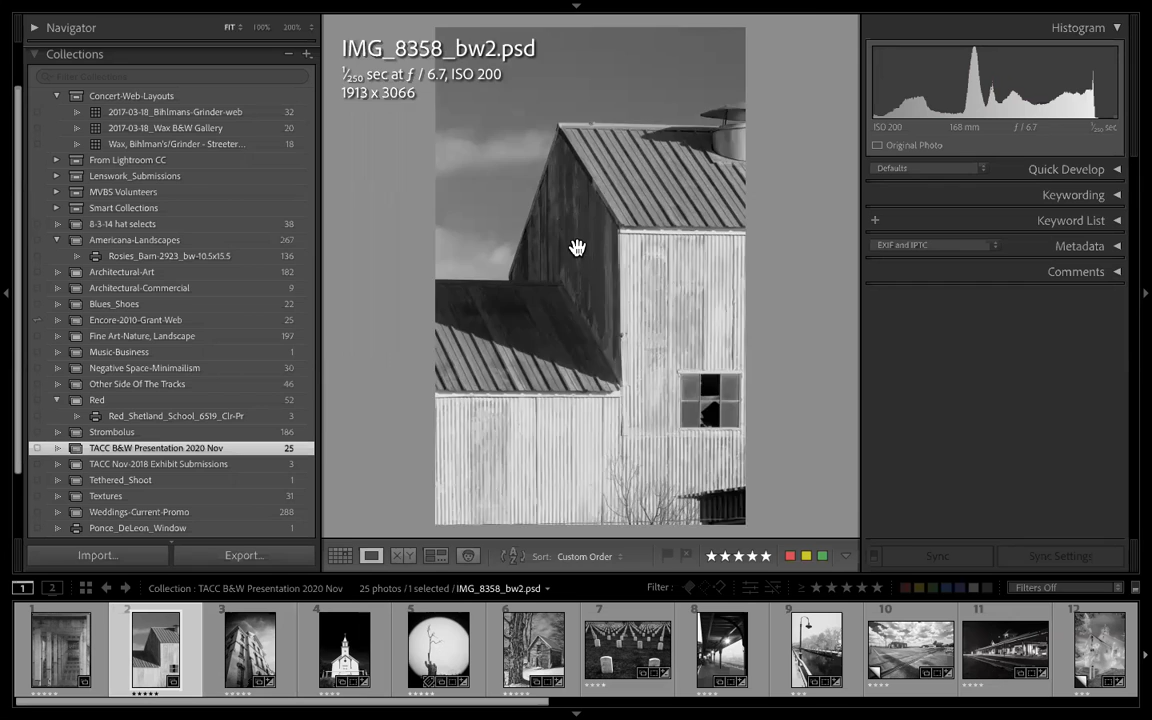 Navigator FIT 100% 200%
Collections
Filter Collections
Concert-Web-Layouts
2017-03-18_Bihlmans-Grinder-web 32
2017-03-18_Wax B&W Gallery 20
Wax, Bihlman's/Grinder - Streeter... 18
From Lightroom CC
Lenswork_Submissions
MVBS Volunteers
Smart Collections
8-3-14 hat selects 38
Americana-Landscapes 267
Rosies_Barn-2923_bw-10.5x15.5 136
Architectural-Art 182
Architectural-Commercial 9
Blues_Shoes 22
Encore-2010-Grant-Web 25
Fine Art-Nature, Landscape 197
Music-Business 1
Negative Space-Minimailism 30
Other Side Of The Tracks 46
Red 52
Red_Shetland_School_6519_Clr-Pr 3
Strombolus 186
TACC B&W Presentation 2020 Nov 25
TACC Nov-2018 Exhibit Submissions 3
Tethered_Shoot 1
Textures 31
Weddings-Current-Promo 288
Ponce_DeLeon_Window 1
Import... Export...
IMG_8358_bw2.psd
1/250 sec at ƒ / 6.7, ISO 200
1913 x 3066
Histogram
ISO 200 168 mm ƒ / 6.7 1/250 sec
Original Photo
Defaults Quick Develop
Keywording
Keyword List
EXIF and IPTC Metadata
Comments
X Y Sort: Custom Order
Sync Sync Settings
1 2 Collection : TACC B&W Presentation 2020 Nov 25 photos / 1 selected / IMG_8358_bw2.psd Filter : Filters Off
1 2 3 4 5 6 7 8 9 10 11 12